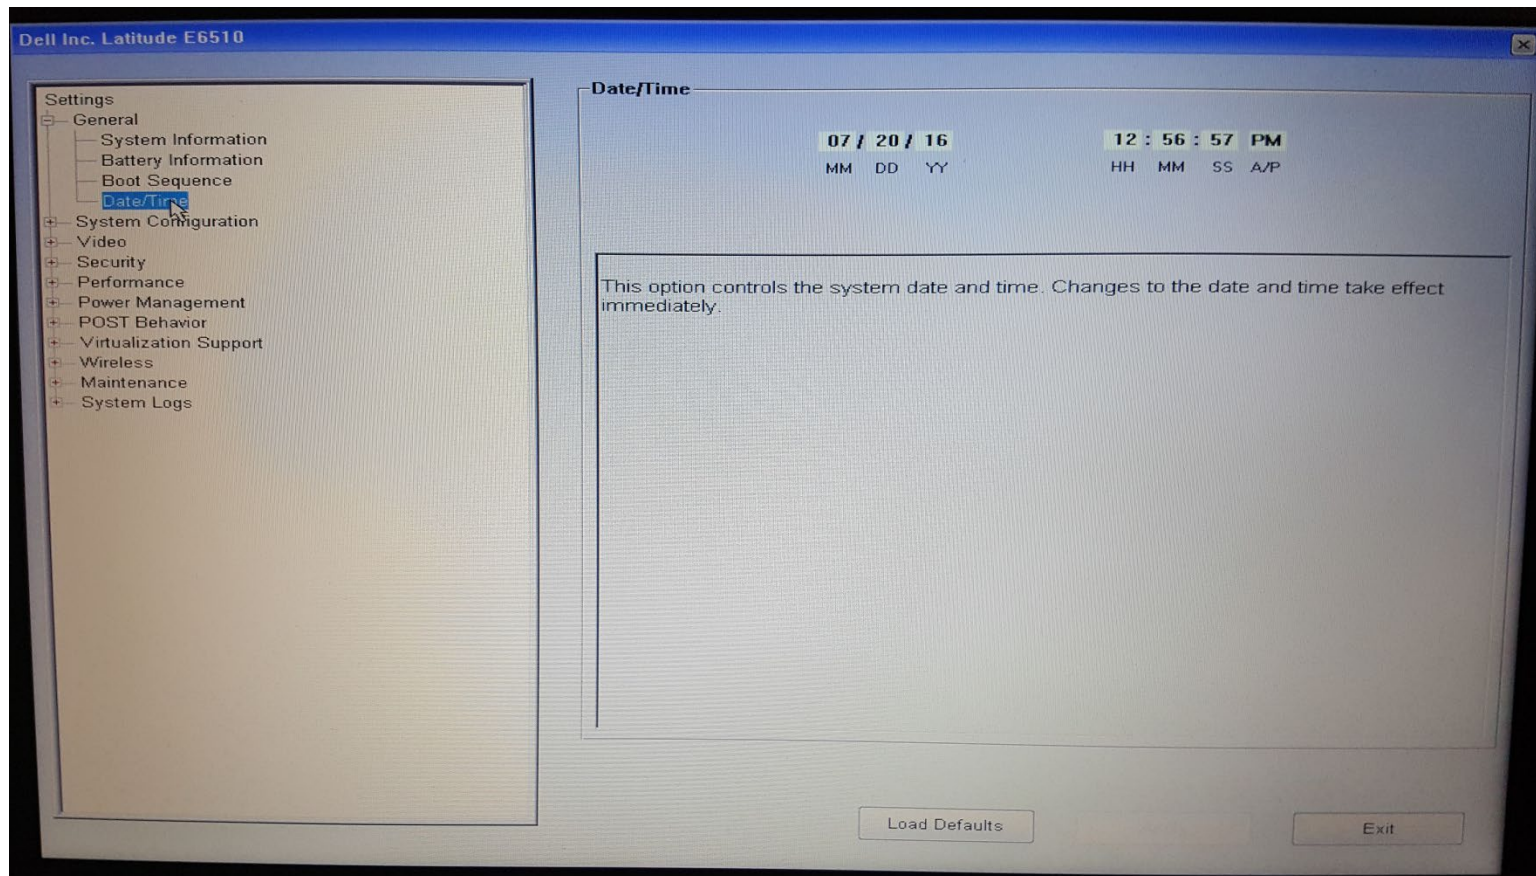 Dell Inc. Latitude E6510
Settings
General
System Information
Battery Information
Boot Sequence
Date/Time
System Configuration
Video
Security
Performance
Power Management
POST Behavior
Virtualization Support
Wireless
Maintenance
System Logs
Date/Time
07 / 20 / 16
12 : 56 : 57 PM
MM DD YY
HH MM SS A/P
This option controls the system date and time. Changes to the date and time take effect
immediately.
Load Defaults
Exit